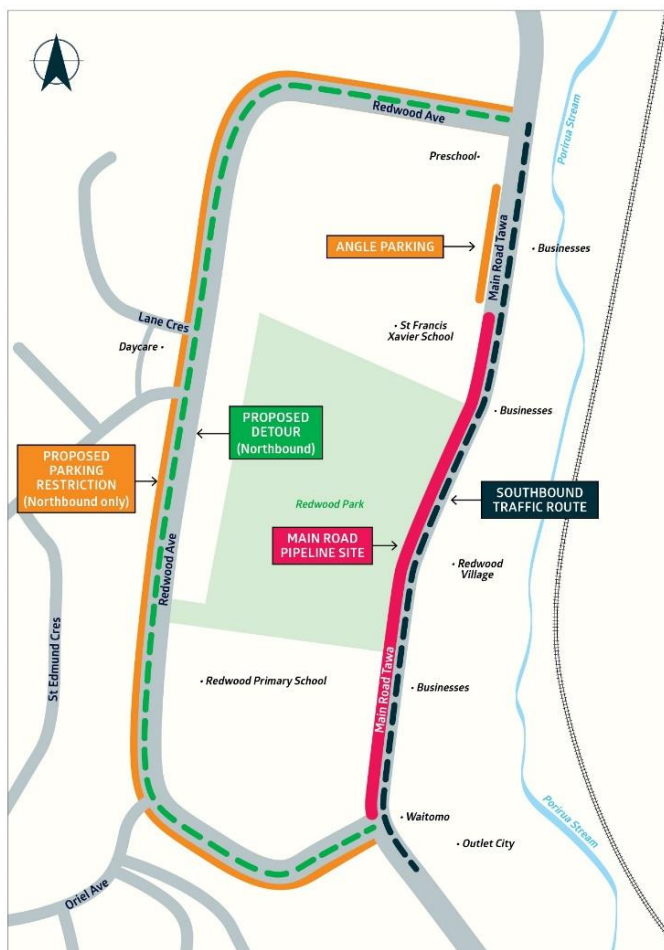 Redwood Ave
Porirua Stream
Preschool
ANGLE PARKING
Main Road Tawa
Businesses
Lane Cres
Daycare
St Francis
Xavier School
PROPOSED
DETOUR
(Northbound)
Businesses
PROPOSED
PARKING
RESTRICTION
(Northbound only)
SOUTHBOUND
TRAFFIC ROUTE
Redwood Park
MAIN ROAD
PIPELINE SITE
Redwood Ave
Redwood
Village
St Edmund Cres
Redwood Primary School
Main Road Tawa
Businesses
Waitomo
Porirua Stream
Outlet City
Oriel Ave